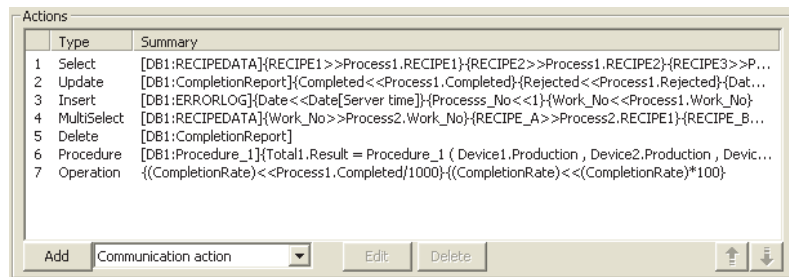 Actions
Type Summary
1 Select [DB1:RECIPEDATA]{RECIPE1>>Process1.RECIPE1}{RECIPE2>>Process1.RECIPE2}{RECIPE3>>P...
2 Update [DB1:CompletionReport]{Completed<<Process1.Completed}{Rejected<<Process1.Rejected}{Dat...
3 Insert [DB1:ERRORLOG]{Date<<Date[Server time]}{Processs_No<<1}{Work_No<<Process1.Work_No}
4 MultiSelect [DB1:RECIPEDATA]{Work_No>>Process2.Work_No}{RECIPE_A>>Process2.RECIPE1}{RECIPE_B...
5 Delete [DB1:CompletionReport]
6 Procedure [DB1:Procedure_1]{Total1.Result = Procedure_1 ( Device1.Production , Device2.Production , Devic...
7 Operation {(CompletionRate)<<Process1.Completed/1000}{(CompletionRate)<<(CompletionRate)*100}
Add Communication action Edit Delete